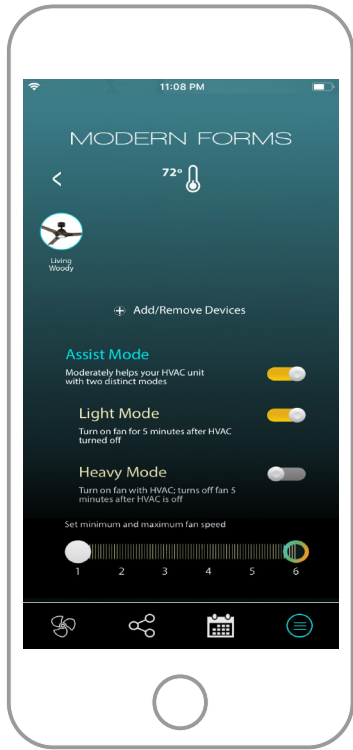 11:08 PM
MODERN FORMS
<
72°
Living
Woody
Add/Remove Devices
Assist Mode
Moderately helps your HVAC unit
with two distinct modes
Light Mode
Turn on fan for 5 minutes after HVAC
turned off
Heavy Mode
Turn on fan with HVAC; turns off fan 5
minutes after HVAC is off
Set minimum and maximum fan speed
1 2 3 4 5 6